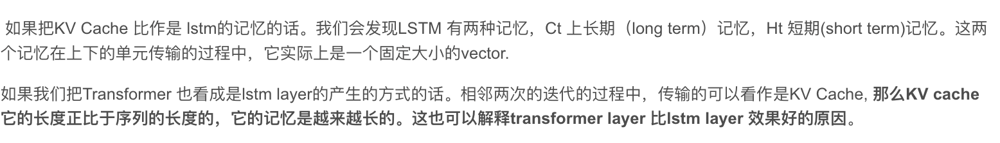 如果把KV Cache 比作是 lstm的记忆的话。我们会发现LSTM 有两种记忆，Ct 上长期（long term）记忆，Ht 短期(short term)记忆。这两
个记忆在上下的单元传输的过程中，它实际上是一个固定大小的vector.
如果我们把Transformer 也看成是lstm layer的产生的方式的话。相邻两次的迭代的过程中，传输的可以看作是KV Cache, 那么KV cache
它的长度正比于序列的长度的，它的记忆是越来越长的。这也可以解释transformer layer 比lstm layer 效果好的原因。